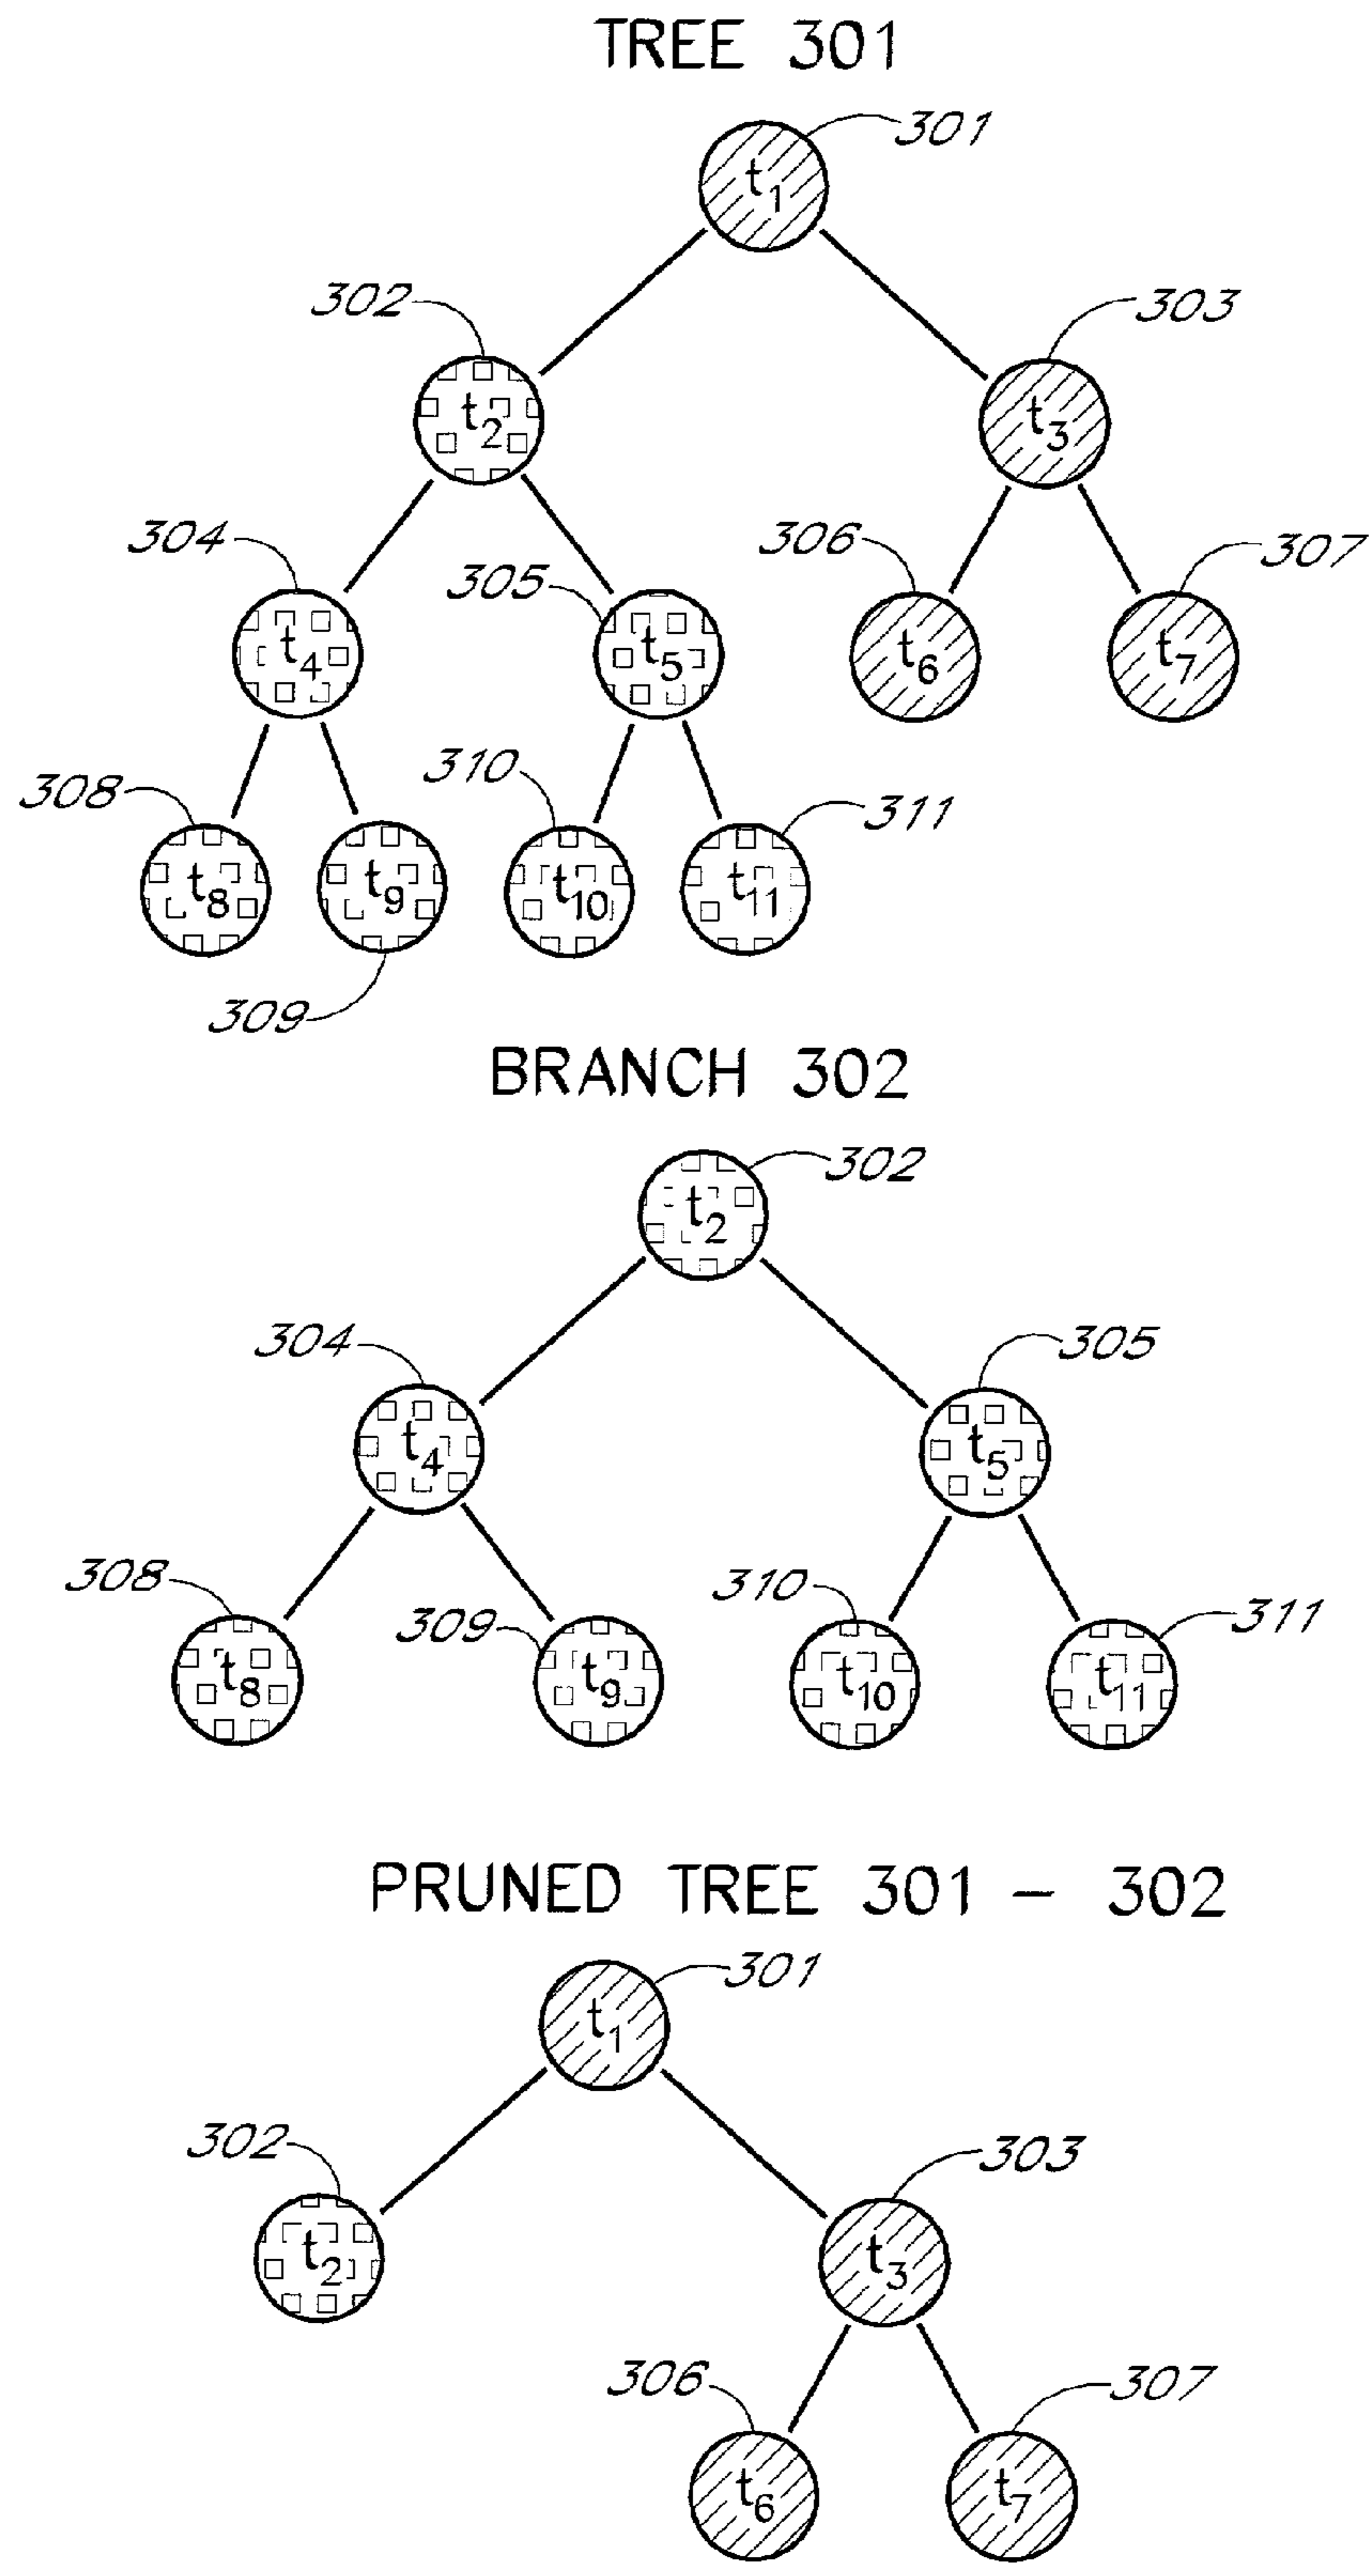 TREE 301
301
t1
302
303
t2
t3
304
305
306
307
t4
t5
t6
t7
308
310
311
t8
t9
t10
t11
309
BRANCH 302
302
t2
304
305
t4
t5
308
309
310
311
t8
t9
t10
t11
PRUNED TREE 301 – 302
301
t1
302
303
t2
t3
306
307
t6
t7